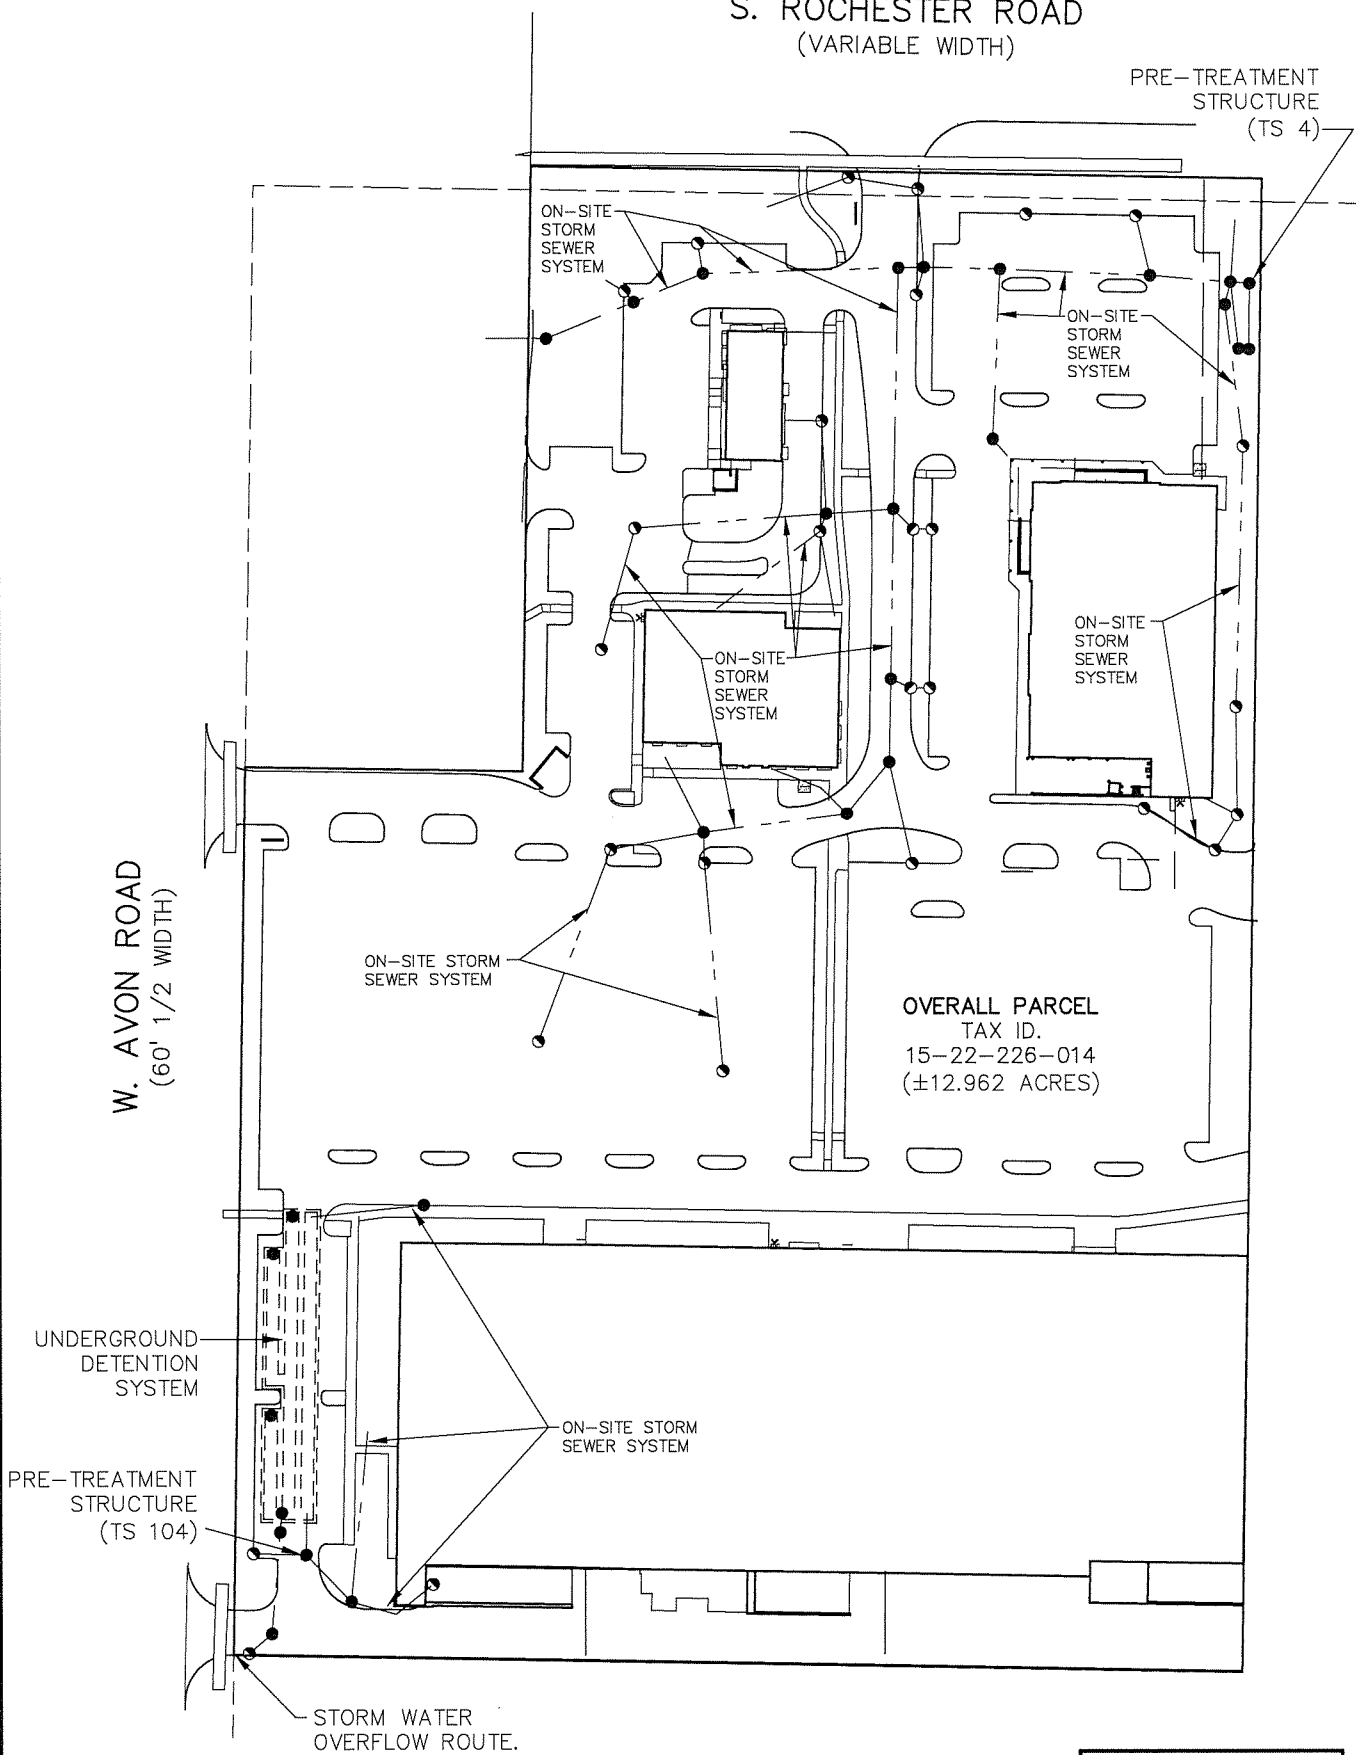 S. ROCHESTER ROAD
(VARIABLE WIDTH)
PRE-TREATMENT
STRUCTURE
(TS 4)
ON-SITE
STORM
SEWER
SYSTEM
ON-SITE
STORM
SEWER
SYSTEM
ON-SITE
STORM
SEWER
SYSTEM
ON-SITE
STORM
SEWER
SYSTEM
W. AVON ROAD
(60' 1/2 WIDTH)
ON-SITE STORM
SEWER SYSTEM
OVERALL PARCEL
TAX ID.
15-22-226-014
(±12.962 ACRES)
UNDERGROUND
DETENTION
SYSTEM
ON-SITE STORM
SEWER SYSTEM
PRE-TREATMENT
STRUCTURE
(TS 104)
STORM WATER
OVERFLOW ROUTE.